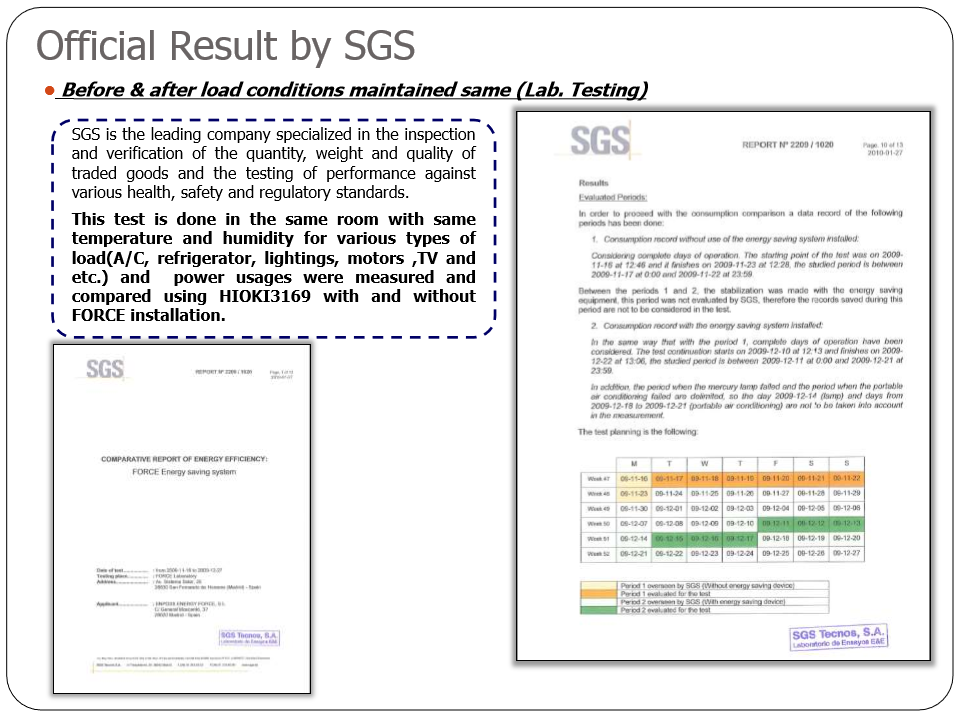 Official Result by SGS
Before & after load conditions maintained same (Lab. Testing)
SGS is the leading company specialized in the inspection
and verification of the quantity, weight and quality of
traded goods and the testing of performance against
various health, safety and regulatory standards.
This test is done in the same room with same
temperature and humidity for various types of
load(A/C, refrigerator, lightings, motors ,TV and
etc.) and power usages were measured and
compared using HIOKI3169 with and without
FORCE installation.
SGS
REPORT Nº 2209 / 1020
COMPARATIVE REPORT OF ENERGY EFFICIENCY:
FORCE Energy saving system
Date of test
Testing place
Address
Applicant
SGS Tecnos, S.A.
Laboratorio de Ensayos E&E
SGS
REPORT Nº 2209 / 1020
Page. 10 of 13
2010-01-27
Results
Evaluated Periods:
In order to proceed with the consumption comparison a data record of the following
periods has been done:
1. Consumption record without use of the energy saving system installed:
Considering complete days of operation. The starting point of the test was on 2009-
11-16 at 12:46 and it finishes on 2009-11-23 at 12:28, the studied period is between
2009-11-17 at 0:00 and 2009-11-22 at 23:59.
Between the periods 1 and 2, the stabilization was made with the energy saving
equipment, this period was not evaluated by SGS, therefore the records saved during this
period are not to be considered in the test.
2. Consumption record with the energy saving system installed:
In the same way that with the period 1, complete days of operation have been
considered. The test continuation starts on 2009-12-10 at 12:13 and finishes on 2009-
12-22 at 13:06, the studied period is between 2009-12-11 at 0:00 and 2009-12-21 at
23:59.
In addition, the period when the mercury lamp failed and the period when the portable
air conditioning failed are delimited, so the day 2009-12-14 (lamp) and days from
2009-12-18 to 2009-12-21 (portable air conditioning) are not to be taken into account
in the measurement.
The test planning is the following:
M T W T F S S
Week 47 09-11-16 09-11-17 09-11-18 09-11-19 09-11-20 09-11-21 09-11-22
Week 48 09-11-23 09-11-24 09-11-25 09-11-26 09-11-27 09-11-28 09-11-29
Week 49 09-11-30 09-12-01 09-12-02 09-12-03 09-12-04 09-12-05 09-12-06
Week 50 09-12-07 09-12-08 09-12-09 09-12-10 09-12-11 09-12-12 09-12-13
Week 51 09-12-14 09-12-15 09-12-16 09-12-17 09-12-18 09-12-19 09-12-20
Week 52 09-12-21 09-12-22 09-12-23 09-12-24 09-12-25 09-12-26 09-12-27
Period 1 overseen by SGS (Without energy saving device)
Period 1 evaluated for the test
Period 2 overseen by SGS (With energy saving device)
Period 2 evaluated for the test
SGS Tecnos, S.A.
Laboratorio de Ensayos E&E